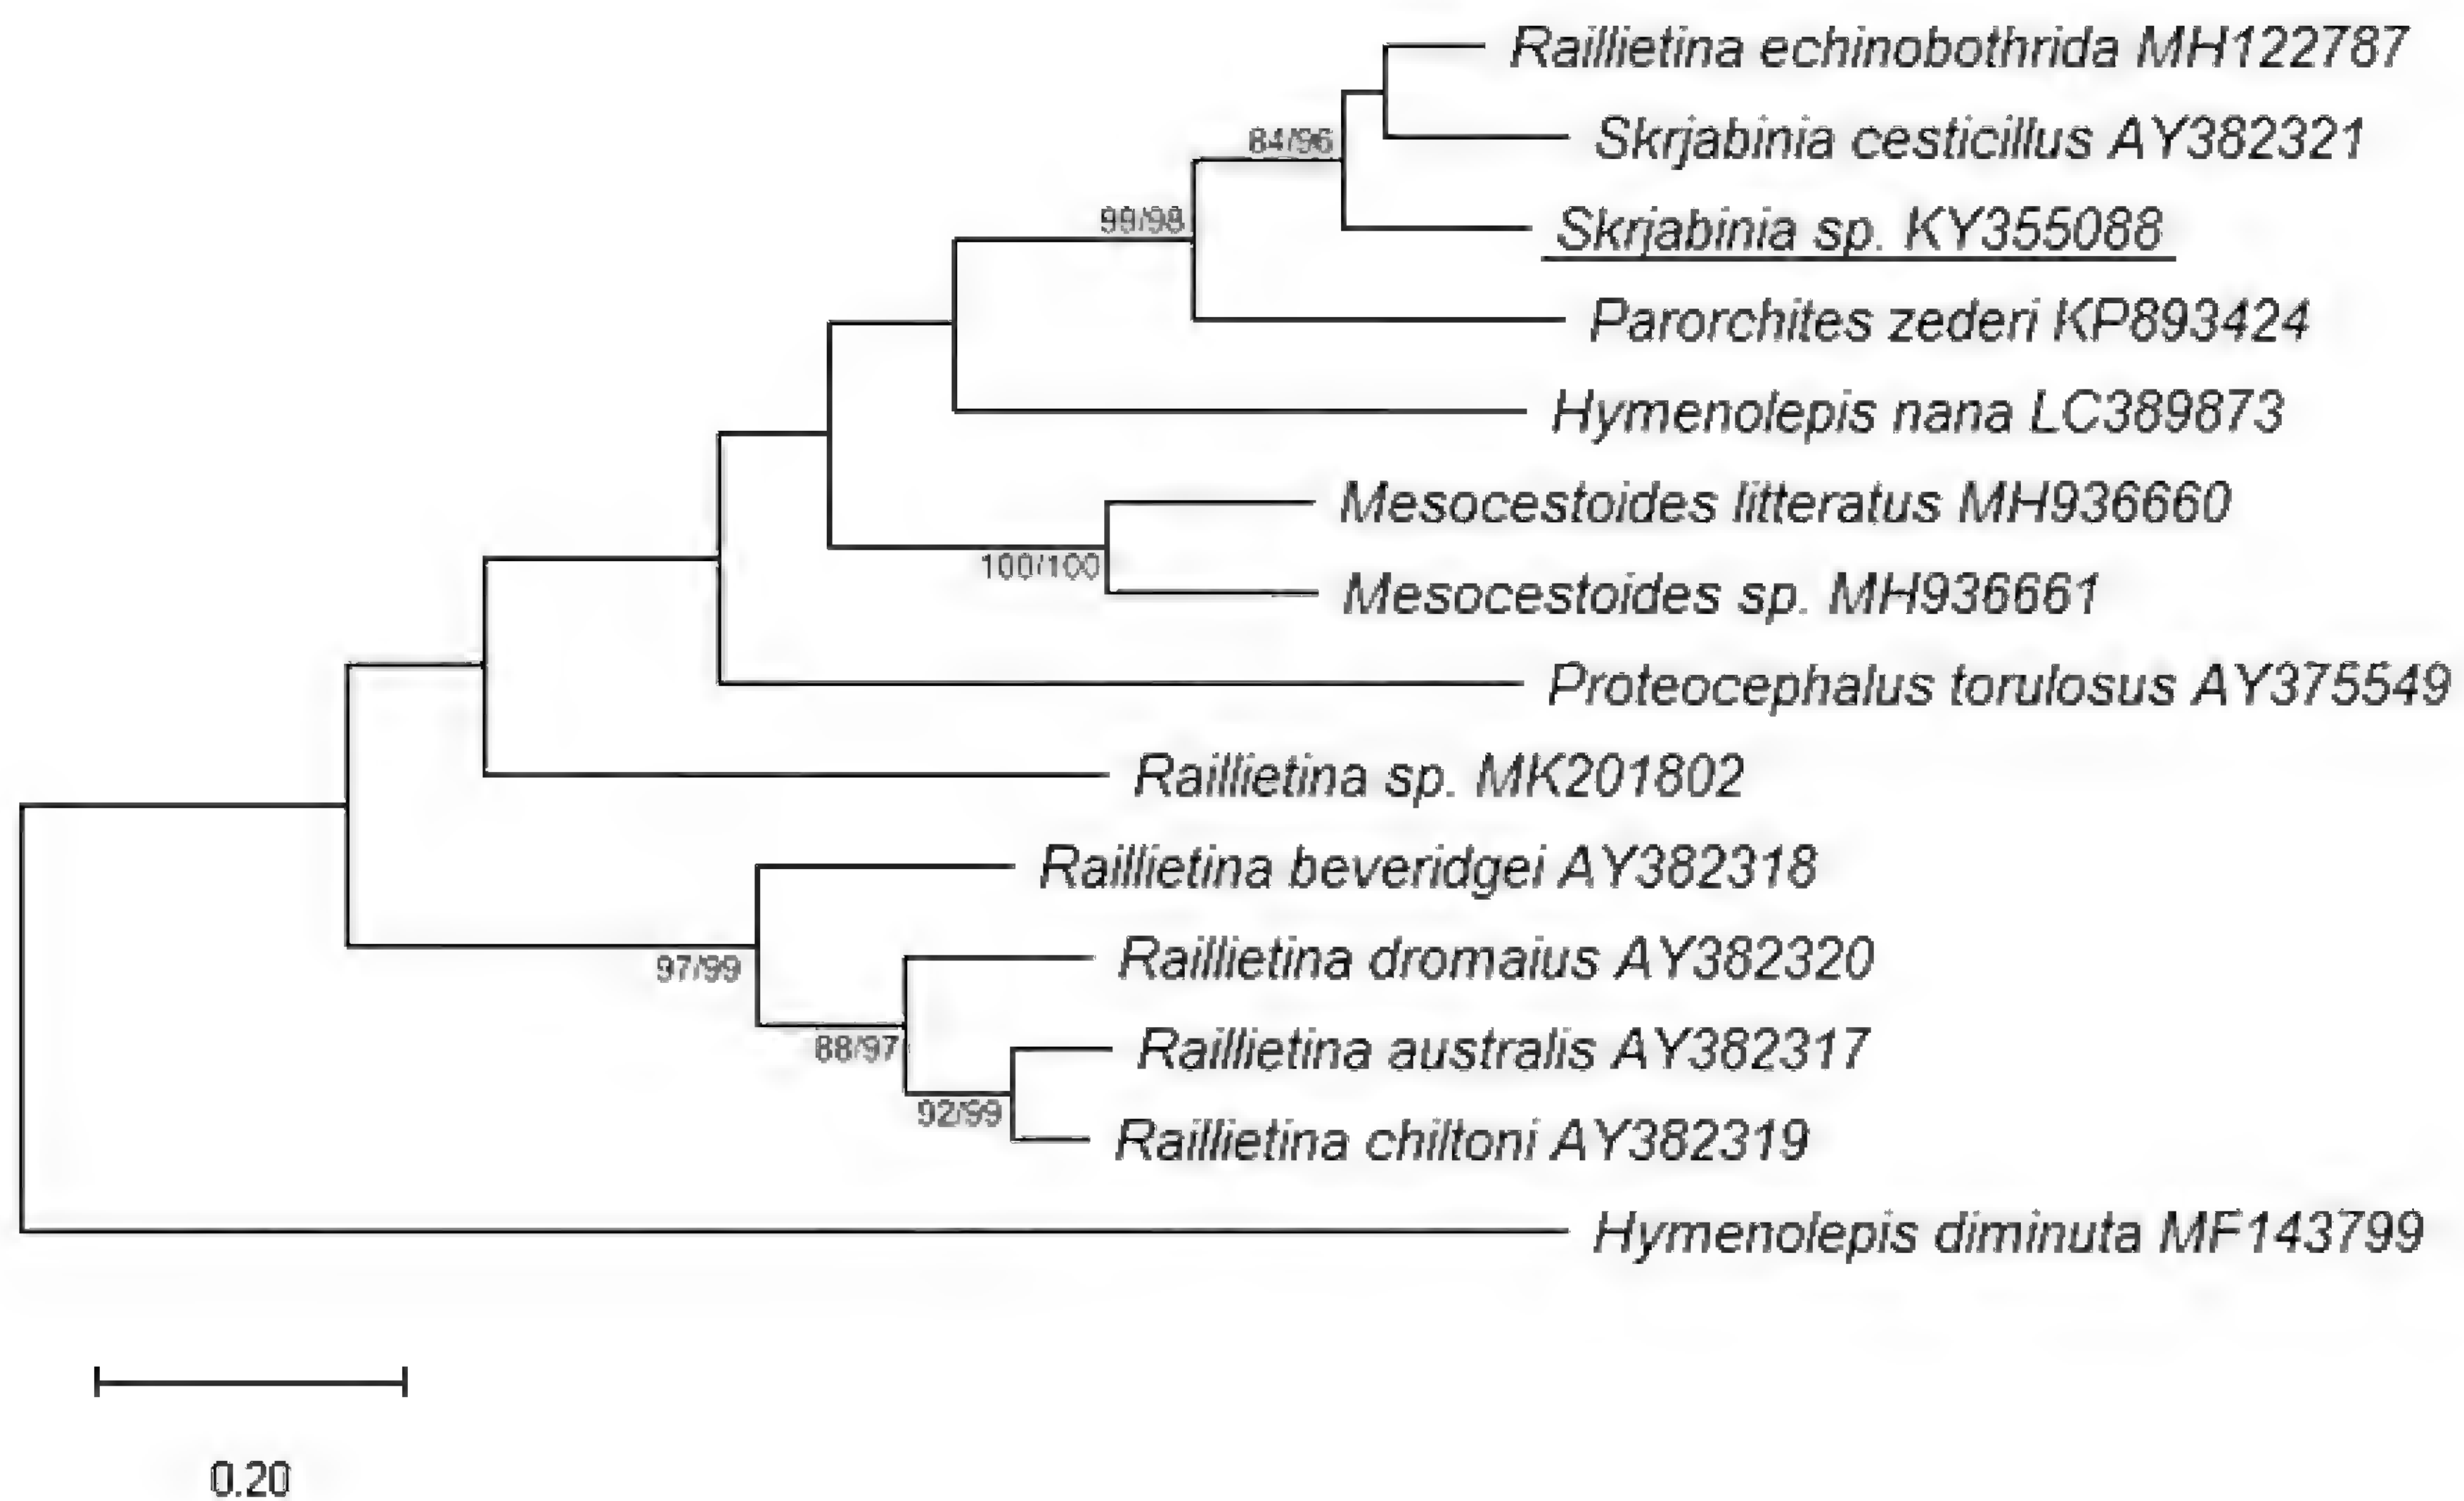 Raillietina echinobothrida MH122787
84/96
Skrjabinia cesticillus AY382321
99/98
Skrjabinia sp. KY355088
Parorchites zederi KP893424
Hymenolepis nana LC389873
Mesocestoides litteratus MH936660
100/100
Mesocestoides sp. MH936661
Proteocephalus torulosus AY375549
Raillietina sp. MK201802
Raillietina beveridgei AY382318
97/99
Raillietina dromaius AY382320
88/97
Raillietina australis AY382317
92/99
Raillietina chiltoni AY382319
Hymenolepis diminuta MF143799
0.20